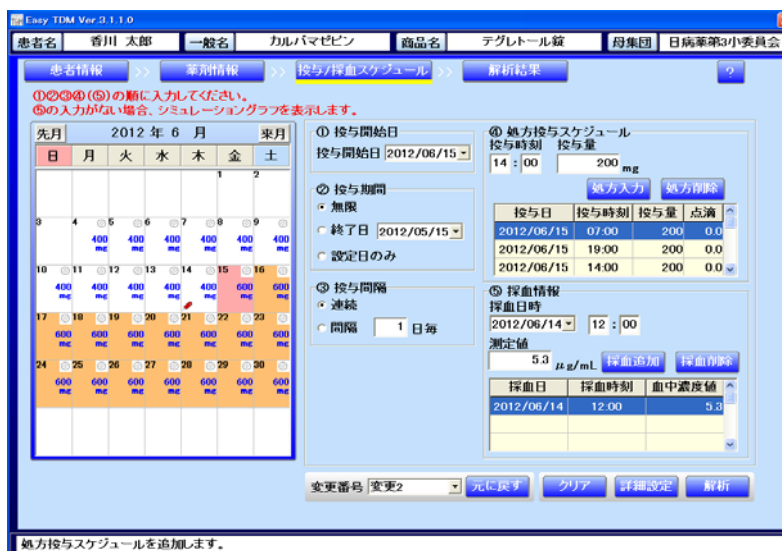 Easy TDM Ver.3.1.1.0
患者名 香川 太郎 一般名 カルバマゼピン 商品名 テグレトール錠 母集団 日病薬第3小委員会
患者情報 >> 薬剤情報 >> 投与/採血スケジュール >> 解析結果 ?
①②③④(⑤)の順に入力してください。
⑤の入力がない場合、シミュレーショングラフを表示します。
先月 2012 年 6 月 来月
日 月 火 水 木 金 土
1 2
3 4 5 6 7 8 9
400 mg 400 mg 400 mg 400 mg 400 mg
10 11 12 13 14 15 16
400 mg 400 mg 400 mg 400 mg 400 mg 600 mg 600 mg
17 18 19 20 21 22 23
600 mg 600 mg 600 mg 600 mg 600 mg 600 mg 600 mg
24 25 26 27 28 29 30
600 mg 600 mg 600 mg 600 mg 600 mg 600 mg 600 mg
① 投与開始日
投与開始日 2012/06/15
② 投与期間
無限
終了日 2012/05/15
設定日のみ
③ 投与間隔
連続
間隔 1 日毎
④ 処方投与スケジュール
投与時刻 投与量
14 : 00 200 mg
処方入力 処方削除
投与日 投与時刻 投与量 点滴
2012/06/15 07:00 200 0.0
2012/06/15 19:00 200 0.0
2012/06/15 14:00 200 0.0
⑤ 採血情報
採血日時
2012/06/14 12 : 00
測定値
5.3 μg/mL 採血追加 採血削除
採血日 採血時刻 血中濃度値
2012/06/14 12:00 5.3
変更番号 変更2 元に戻す クリア 詳細設定 解析
処方投与スケジュールを追加します。